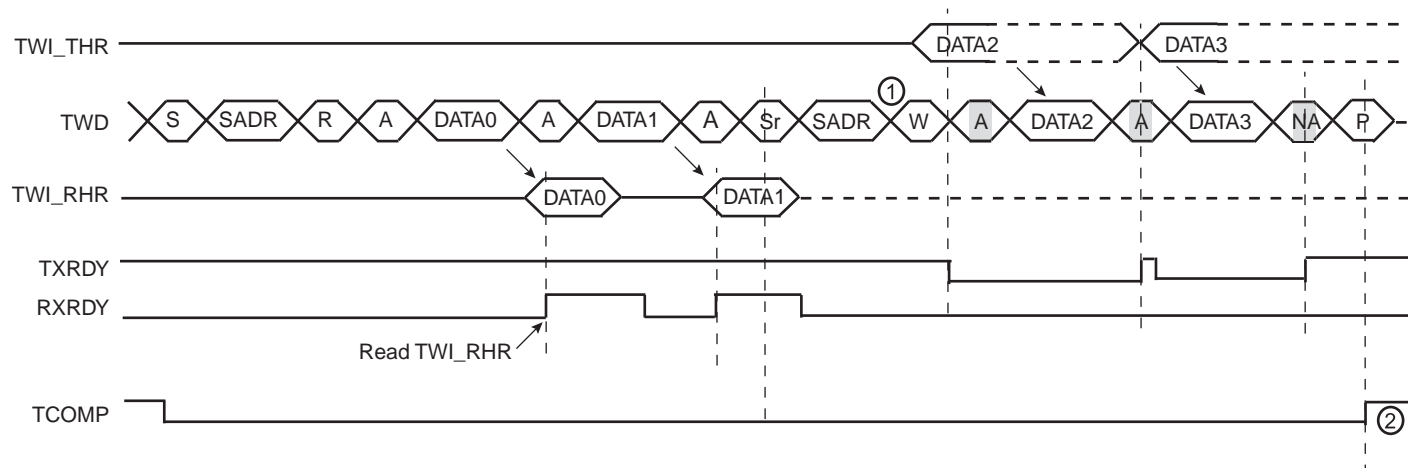 TWI_THR DATA2 DATA3
①
TWD S SADR R A DATA0 A DATA1 A Sr SADR W A DATA2 A DATA3 NA P
TWI_RHR DATA0 DATA1
TXRDY
RXRDY
Read TWI_RHR
TCOMP ②